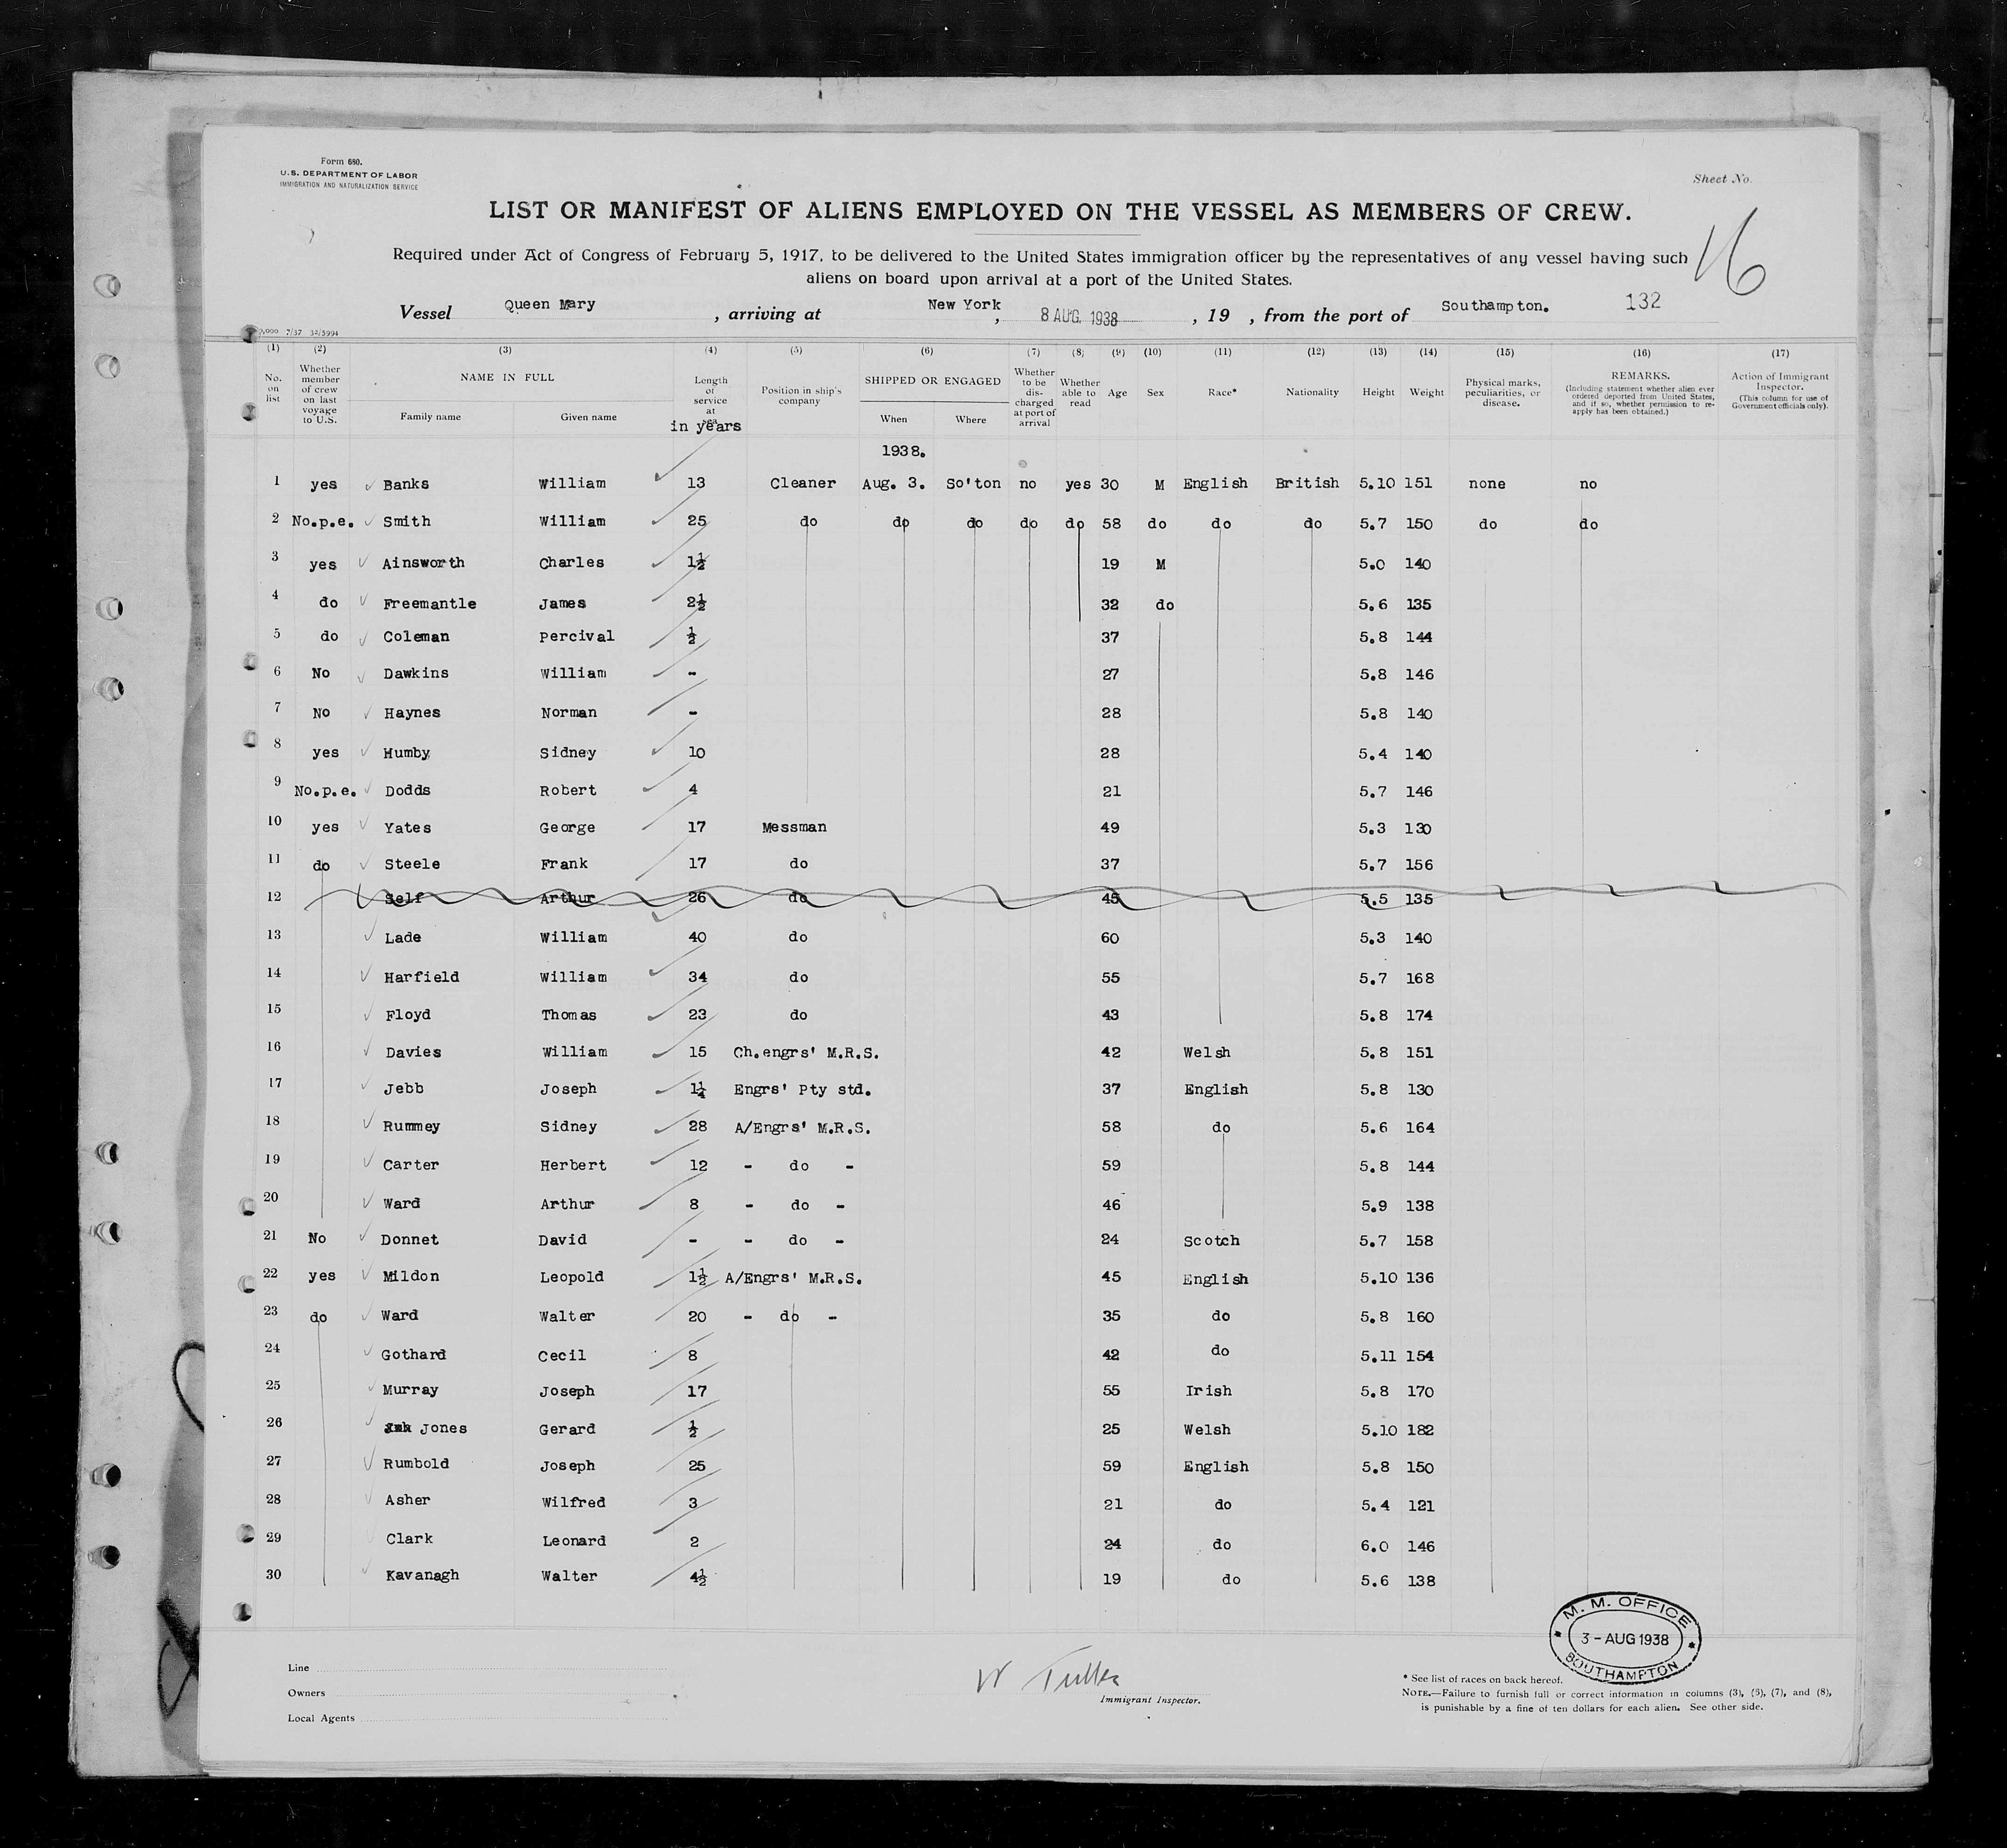 Form 680.
U.S. DEPARTMENT OF LABOR
IMMIGRATION AND NATURALIZATION SERVICE
Sheet No.
LIST OR MANIFEST OF ALIENS EMPLOYED ON THE VESSEL AS MEMBERS OF CREW.
16
Required under Act of Congress of February 5, 1917, to be delivered to the United States immigration officer by the representatives of any vessel having such
aliens on board upon arrival at a port of the United States.
Vessel Queen Mary , arriving at New York , 8 AUG. 1938 , 19 , from the port of Southampton. 132
7/37 32/5994
(1) (2) (3) (4) (5) (6) (7) (8) (9) (10) (11) (12) (13) (14) (15) (16) (17)
No. on list
Whether member of crew on last voyage to U.S.
NAME IN FULL
Family name Given name
Length of service at
in years
Position in ship's company
SHIPPED OR ENGAGED
When Where
Whether to be discharged at port of arrival
Whether able to read
Age
Sex
Race*
Nationality
Height
Weight
Physical marks, peculiarities, or disease.
REMARKS.
(Including statement whether alien ever ordered deported from United States, and if so, whether permission to re-apply has been obtained.)
Action of Immigrant Inspector.
(This column for use of Government officials only).
1938.
1 yes Banks William 13 Cleaner Aug. 3. So'ton no yes 30 M English British 5.10 151 none no
2 No.p.e. Smith William 25 do do do do do 58 do do do 5.7 150 do do
3 yes Ainsworth Charles 1½ 19 M 5.0 140
4 do Freemantle James 2½ 32 do 5.6 135
5 do Coleman Percival ½ 37 5.8 144
6 No Dawkins William - 27 5.8 146
7 No Haynes Norman - 28 5.8 140
8 yes Humby Sidney 10 28 5.4 140
9 No.p.e. Dodds Robert 4 21 5.7 146
10 yes Yates George 17 Messman 49 5.3 130
11 do Steele Frank 17 do 37 5.7 156
12 Self Arthur 26 do 45 5.5 135
13 Lade William 40 do 60 5.3 140
14 Harfield William 34 do 55 5.7 168
15 Floyd Thomas 23 do 43 5.8 174
16 Davies William 15 Ch.engrs' M.R.S. 42 Welsh 5.8 151
17 Jebb Joseph 1¼ Engrs' Pty std. 37 English 5.8 130
18 Rummey Sidney 28 A/Engrs' M.R.S. 58 do 5.6 164
19 Carter Herbert 12 - do - 59 5.8 144
20 Ward Arthur 8 - do - 46 5.9 138
21 No Donnet David - - do - 24 Scotch 5.7 158
22 yes Mildon Leopold 1½ A/Engrs' M.R.S. 45 English 5.10 136
23 do Ward Walter 20 - do - 35 do 5.8 160
24 Gothard Cecil 8 42 do 5.11 154
25 Murray Joseph 17 55 Irish 5.8 170
26 Jones Gerard ½ 25 Welsh 5.10 182
27 Rumbold Joseph 25 59 English 5.8 150
28 Asher Wilfred 3 21 do 5.4 121
29 Clark Leonard 2 24 do 6.0 146
30 Kavanagh Walter 4½ 19 do 5.6 138
M. M. OFFICE
3 - AUG 1938
SOUTHAMPTON
Line
Owners
Local Agents
W Tuller
Immigrant Inspector.
* See list of races on back hereof.
NOTE.—Failure to furnish full or correct information in columns (3), (5), (7), and (8),
is punishable by a fine of ten dollars for each alien. See other side.